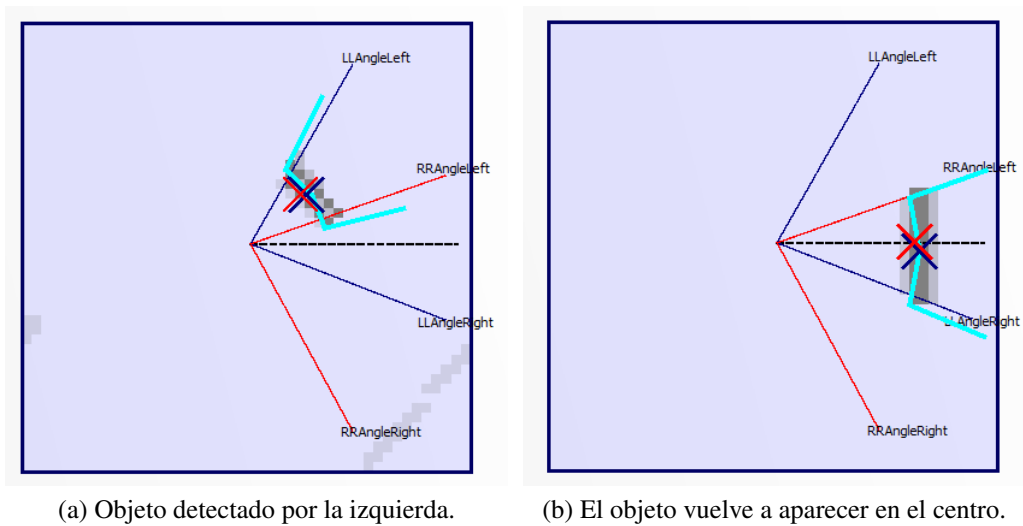 LLAngleLeft
RRAngleLeft
LLAngleRight
RRAngleRight
(a) Objeto detectado por la izquierda.
LLAngleLeft
RRAngleLeft
LLAngleRight
RRAngleRight
(b) El objeto vuelve a aparecer en el centro.